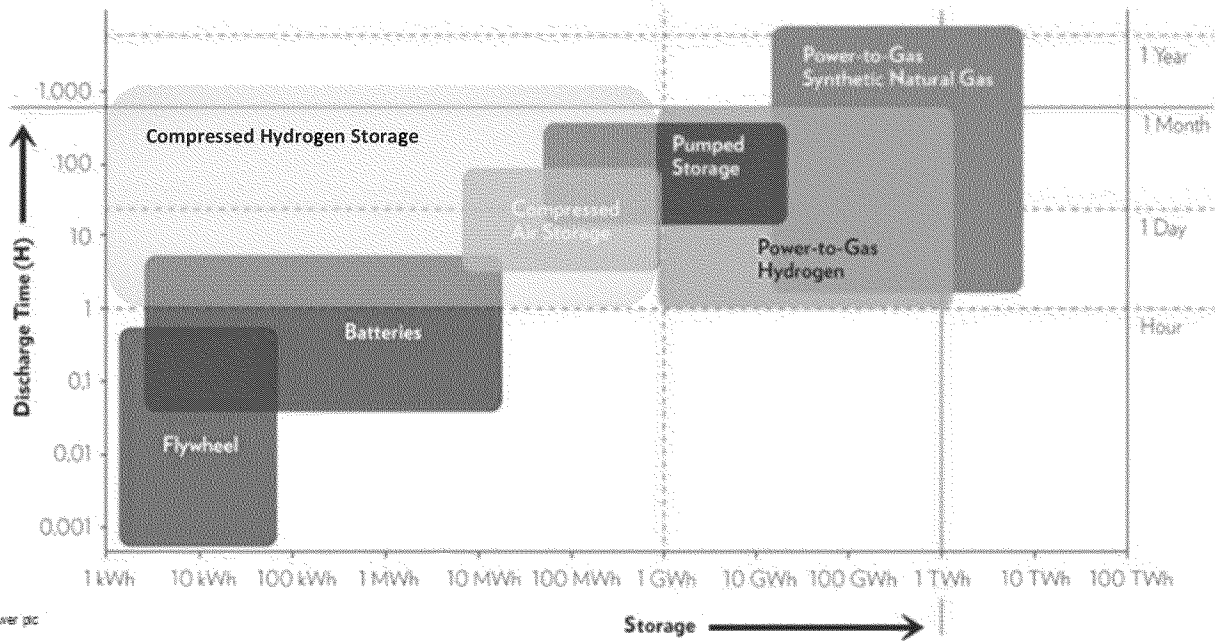 Power-to-Gas
Synthetic Natural Gas
1 Year
1.000
1 Month
Compressed Hydrogen Storage
Pumped
Storage
100
Compressed
Air Storage
10
1 Day
Power-to-Gas
Hydrogen
1
Hour
Batteries
0,1
Flywheel
0.01
0.001
Discharge Time (H)
1 kWh 10 kWh 100 kWh 1 MWh 10 MWh 100 MWh 1 GWh 10 GWh 100 GWh 1 TWh 10 TWh 100 TWh
wer plc
Storage